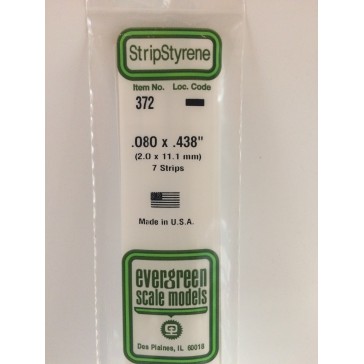 StripStyrene
Item No. Loc. Code
372
.080 x .438"
(2.0 x 11.1 mm)
7 Strips
Made in U.S.A.
evergreen
scale models
Des Plaines, IL 60018